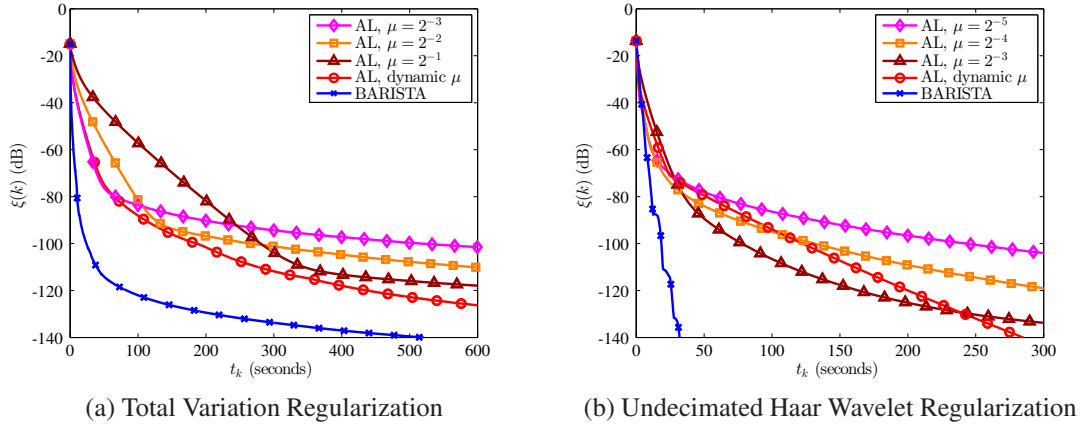 AL, μ = 2⁻³
AL, μ = 2⁻²
AL, μ = 2⁻¹
AL, dynamic μ
BARISTA
0
-20
-40
-60
-80
-100
-120
-140
ξ(k) (dB)
0 100 200 300 400 500 600
t_k (seconds)
(a) Total Variation Regularization
AL, μ = 2⁻⁵
AL, μ = 2⁻⁴
AL, μ = 2⁻³
AL, dynamic μ
BARISTA
0
-20
-40
-60
-80
-100
-120
-140
ξ(k) (dB)
0 50 100 150 200 250 300
t_k (seconds)
(b) Undecimated Haar Wavelet Regularization